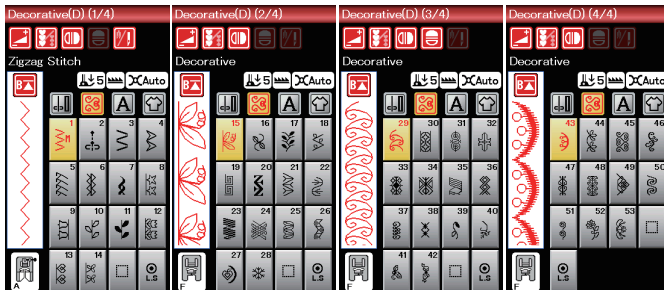 Decorative(D) (1/4)
B
5 Auto
Zigzag Stitch
A
1 2 3 4
5 6 7 8
9 10 11 12
13 14
L.S
A
Decorative(D) (2/4)
B
5 Auto
Decorative
A
15 16 17 18
19 20 21 22
23 24 25 26
27 28
L.S
F
Decorative(D) (3/4)
B
5 Auto
Decorative
A
29 30 31 32
33 34 35 36
37 38 39 40
41 42
L.S
F
Decorative(D) (4/4)
B
5 Auto
Decorative
A
43 44 45 46
47 48 49 50
51 52 53
L.S
F